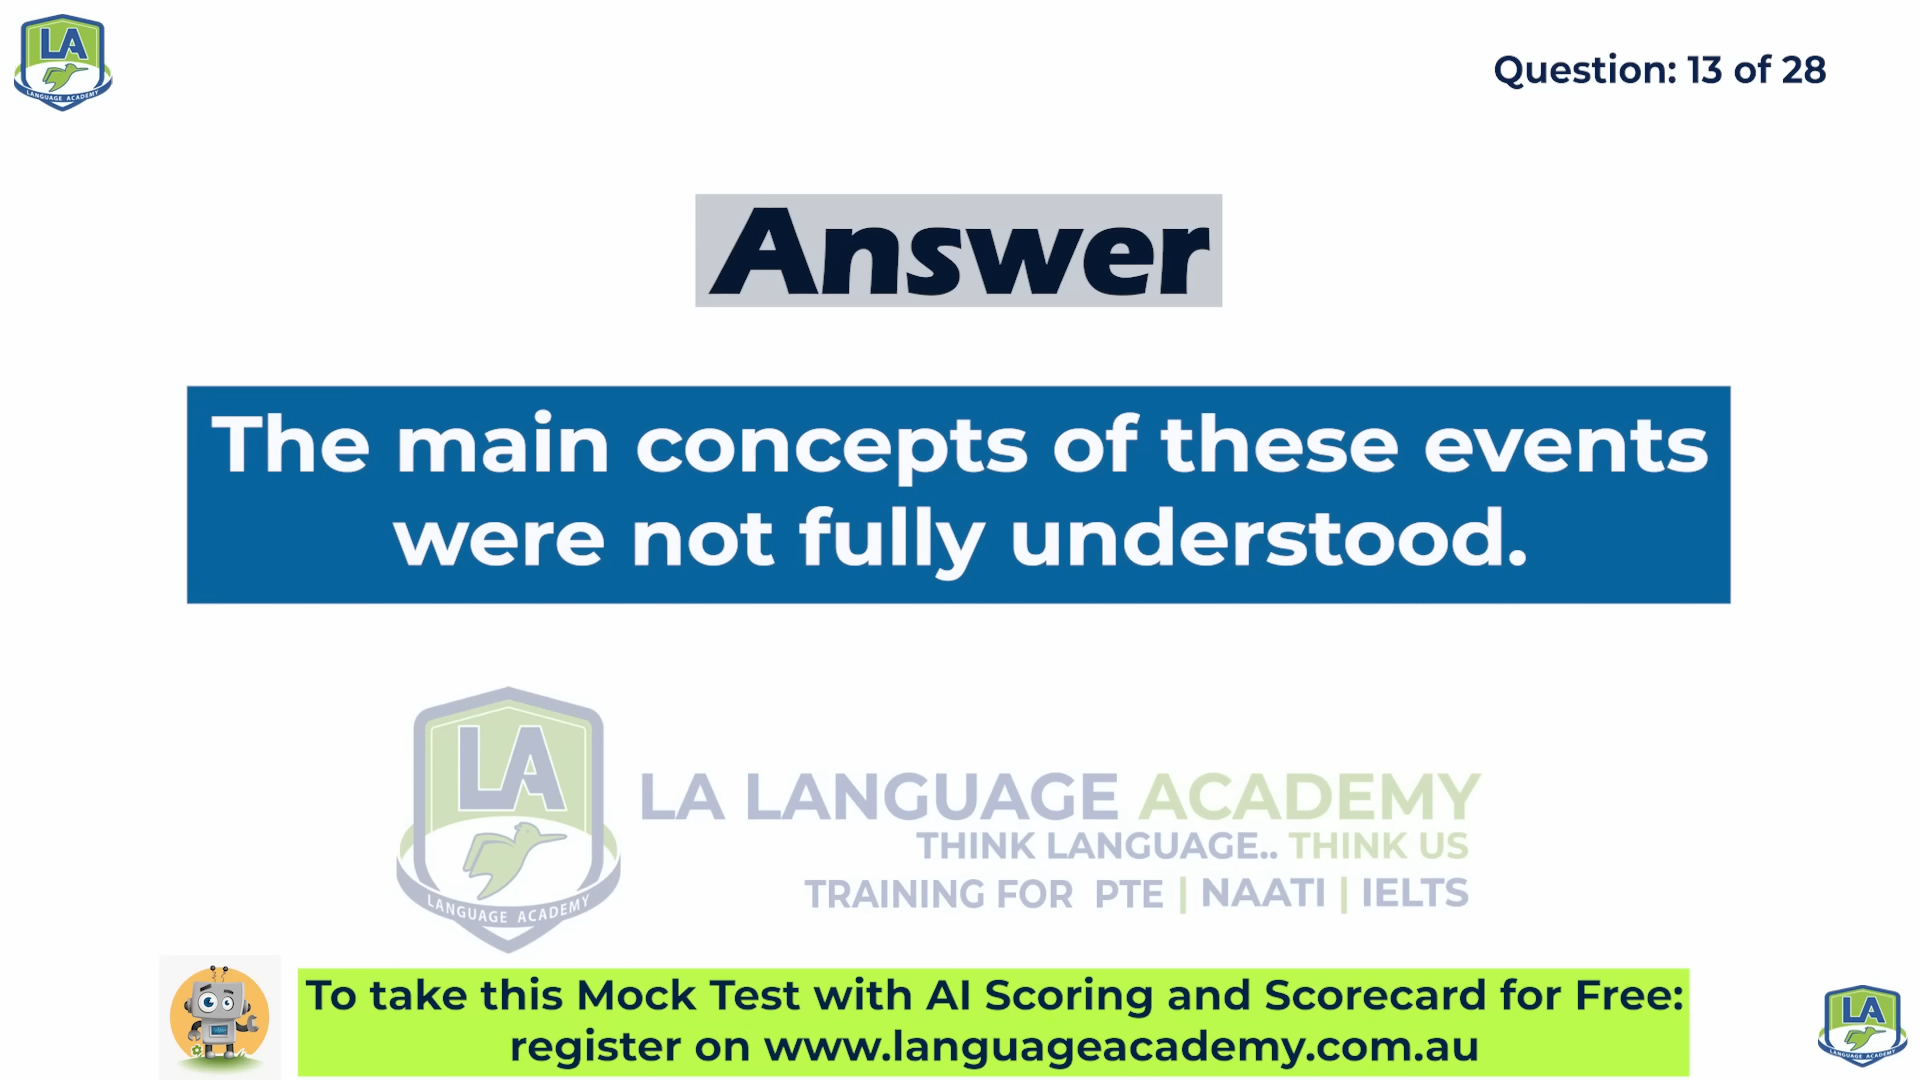 LA
LANGUAGE ACADEMY
Question: 13 of 28
Answer
The main concepts of these events
were not fully understood.
LA
LANGUAGE ACADEMY
LA LANGUAGE ACADEMY
THINK LANGUAGE.. THINK US
TRAINING FOR PTE | NAATI | IELTS
To take this Mock Test with AI Scoring and Scorecard for Free:
register on www.languageacademy.com.au
LA
LANGUAGE ACADEMY